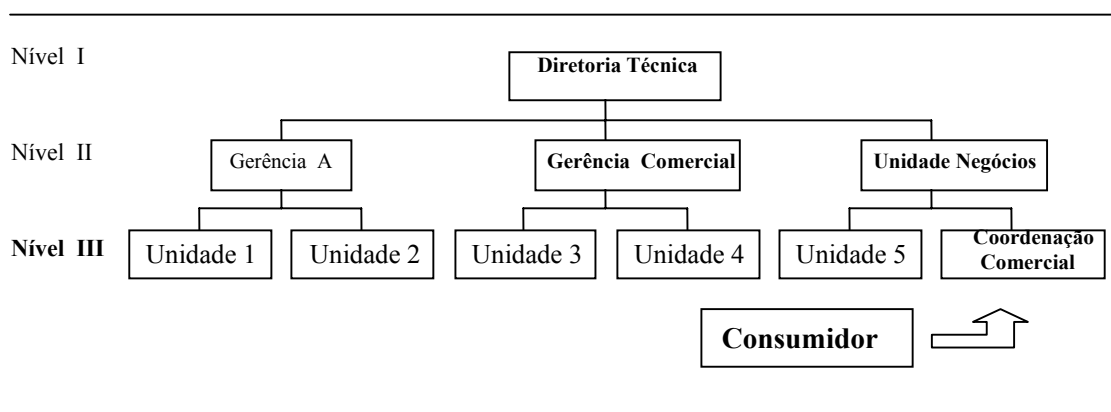 Nível I
Diretoria Técnica
Nível II
Gerência A
Gerência Comercial
Unidade Negócios
Nível III
Unidade 1
Unidade 2
Unidade 3
Unidade 4
Unidade 5
Coordenação
Comercial
Consumidor